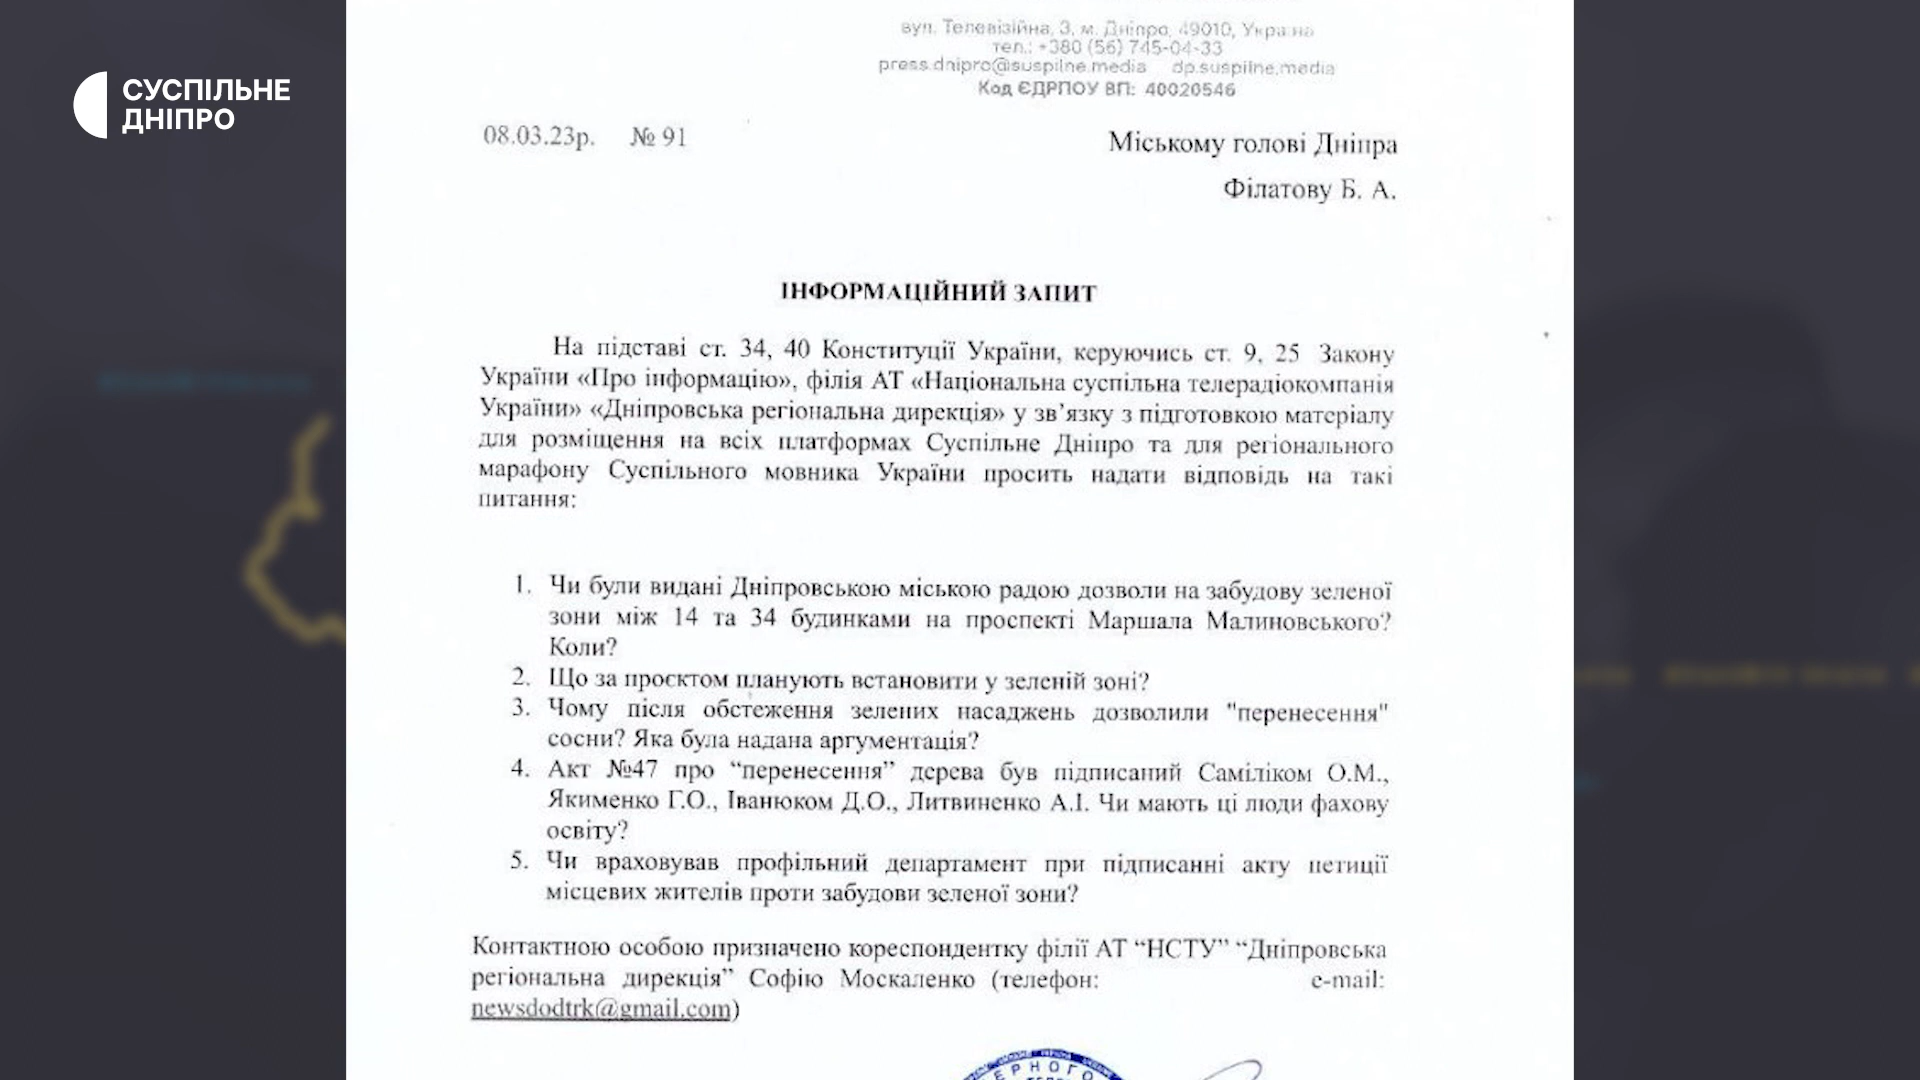 СУСПІЛЬНЕ
ДНІПРО
вул. Телевізійна, 3, м. Дніпро, 49010, Україна
тел.: +380 (56) 745-04-33
press.dnipro@suspilne.media dp.suspilne.media
Код ЄДРПОУ ВП: 40020546
08.03.23р. № 91
Міському голові Дніпра
Філатову Б. А.
ІНФОРМАЦІЙНИЙ ЗАПИТ
На підставі ст. 34, 40 Конституції України, керуючись ст. 9, 25 Закону
України «Про інформацію», філія АТ «Національна суспільна телерадіокомпанія
України» «Дніпровська регіональна дирекція» у зв’язку з підготовкою матеріалу
для розміщення на всіх платформах Суспільне Дніпро та для регіонального
марафону Суспільного мовника України просить надати відповідь на такі
питання:
1. Чи були видані Дніпровською міською радою дозволи на забудову зеленої
зони між 14 та 34 будинками на проспекті Маршала Малиновського?
Коли?
2. Що за проєктом планують встановити у зеленій зоні?
3. Чому після обстеження зелених насаджень дозволили "перенесення"
сосни? Яка була надана аргументація?
4. Акт №47 про “перенесення” дерева був підписаний Саміліком О.М.,
Якименко Г.О., Іванюком Д.О., Литвиненко А.І. Чи мають ці люди фахову
освіту?
5. Чи враховував профільний департамент при підписанні акту петиції
місцевих жителів проти забудови зеленої зони?
Контактною особою призначено кореспондентку філії АТ “НСТУ” “Дніпровська
регіональна дирекція” Софію Москаленко (телефон: e-mail:
newsdodtrk@gmail.com)